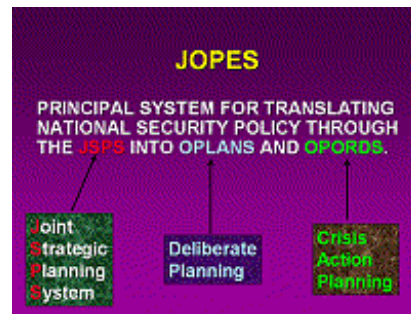 JOPES
PRINCIPAL SYSTEM FOR TRANSLATING
NATIONAL SECURITY POLICY THROUGH
THE JSPS INTO OPLANS AND OPORDS.
Joint
Strategic
Planning
System
Deliberate
Planning
Crisis
Action
Planning